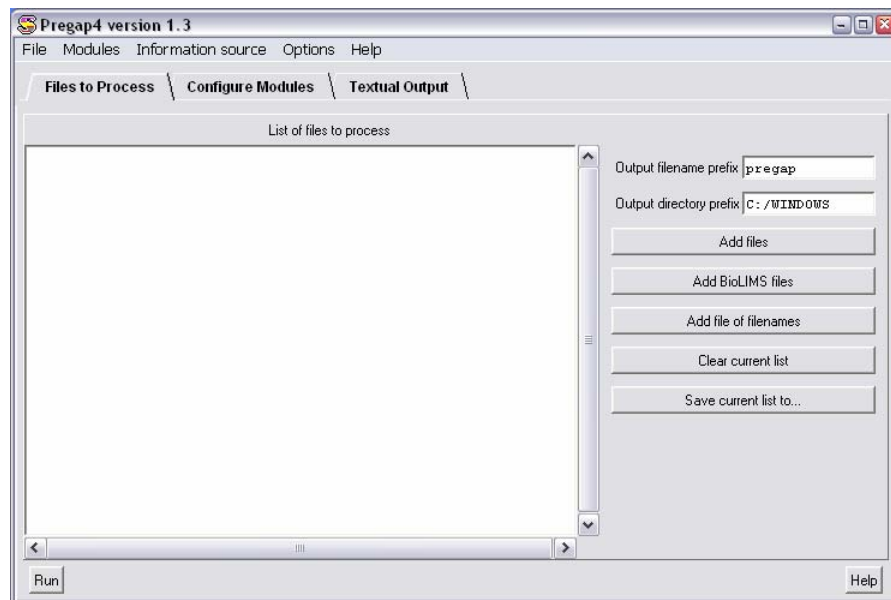 Pregap4 version 1.3
File Modules Information source Options Help
Files to Process Configure Modules Textual Output
List of files to process
Output filename prefix pregap
Output directory prefix C:/WINDOWS
Add files
Add BioLIMS files
Add file of filenames
Clear current list
Save current list to...
Run Help